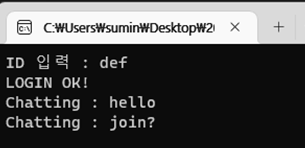 C:₩Users₩sumin₩Desktop₩2
ID 입력 : def
LOGIN OK!
Chatting : hello
Chatting : join?